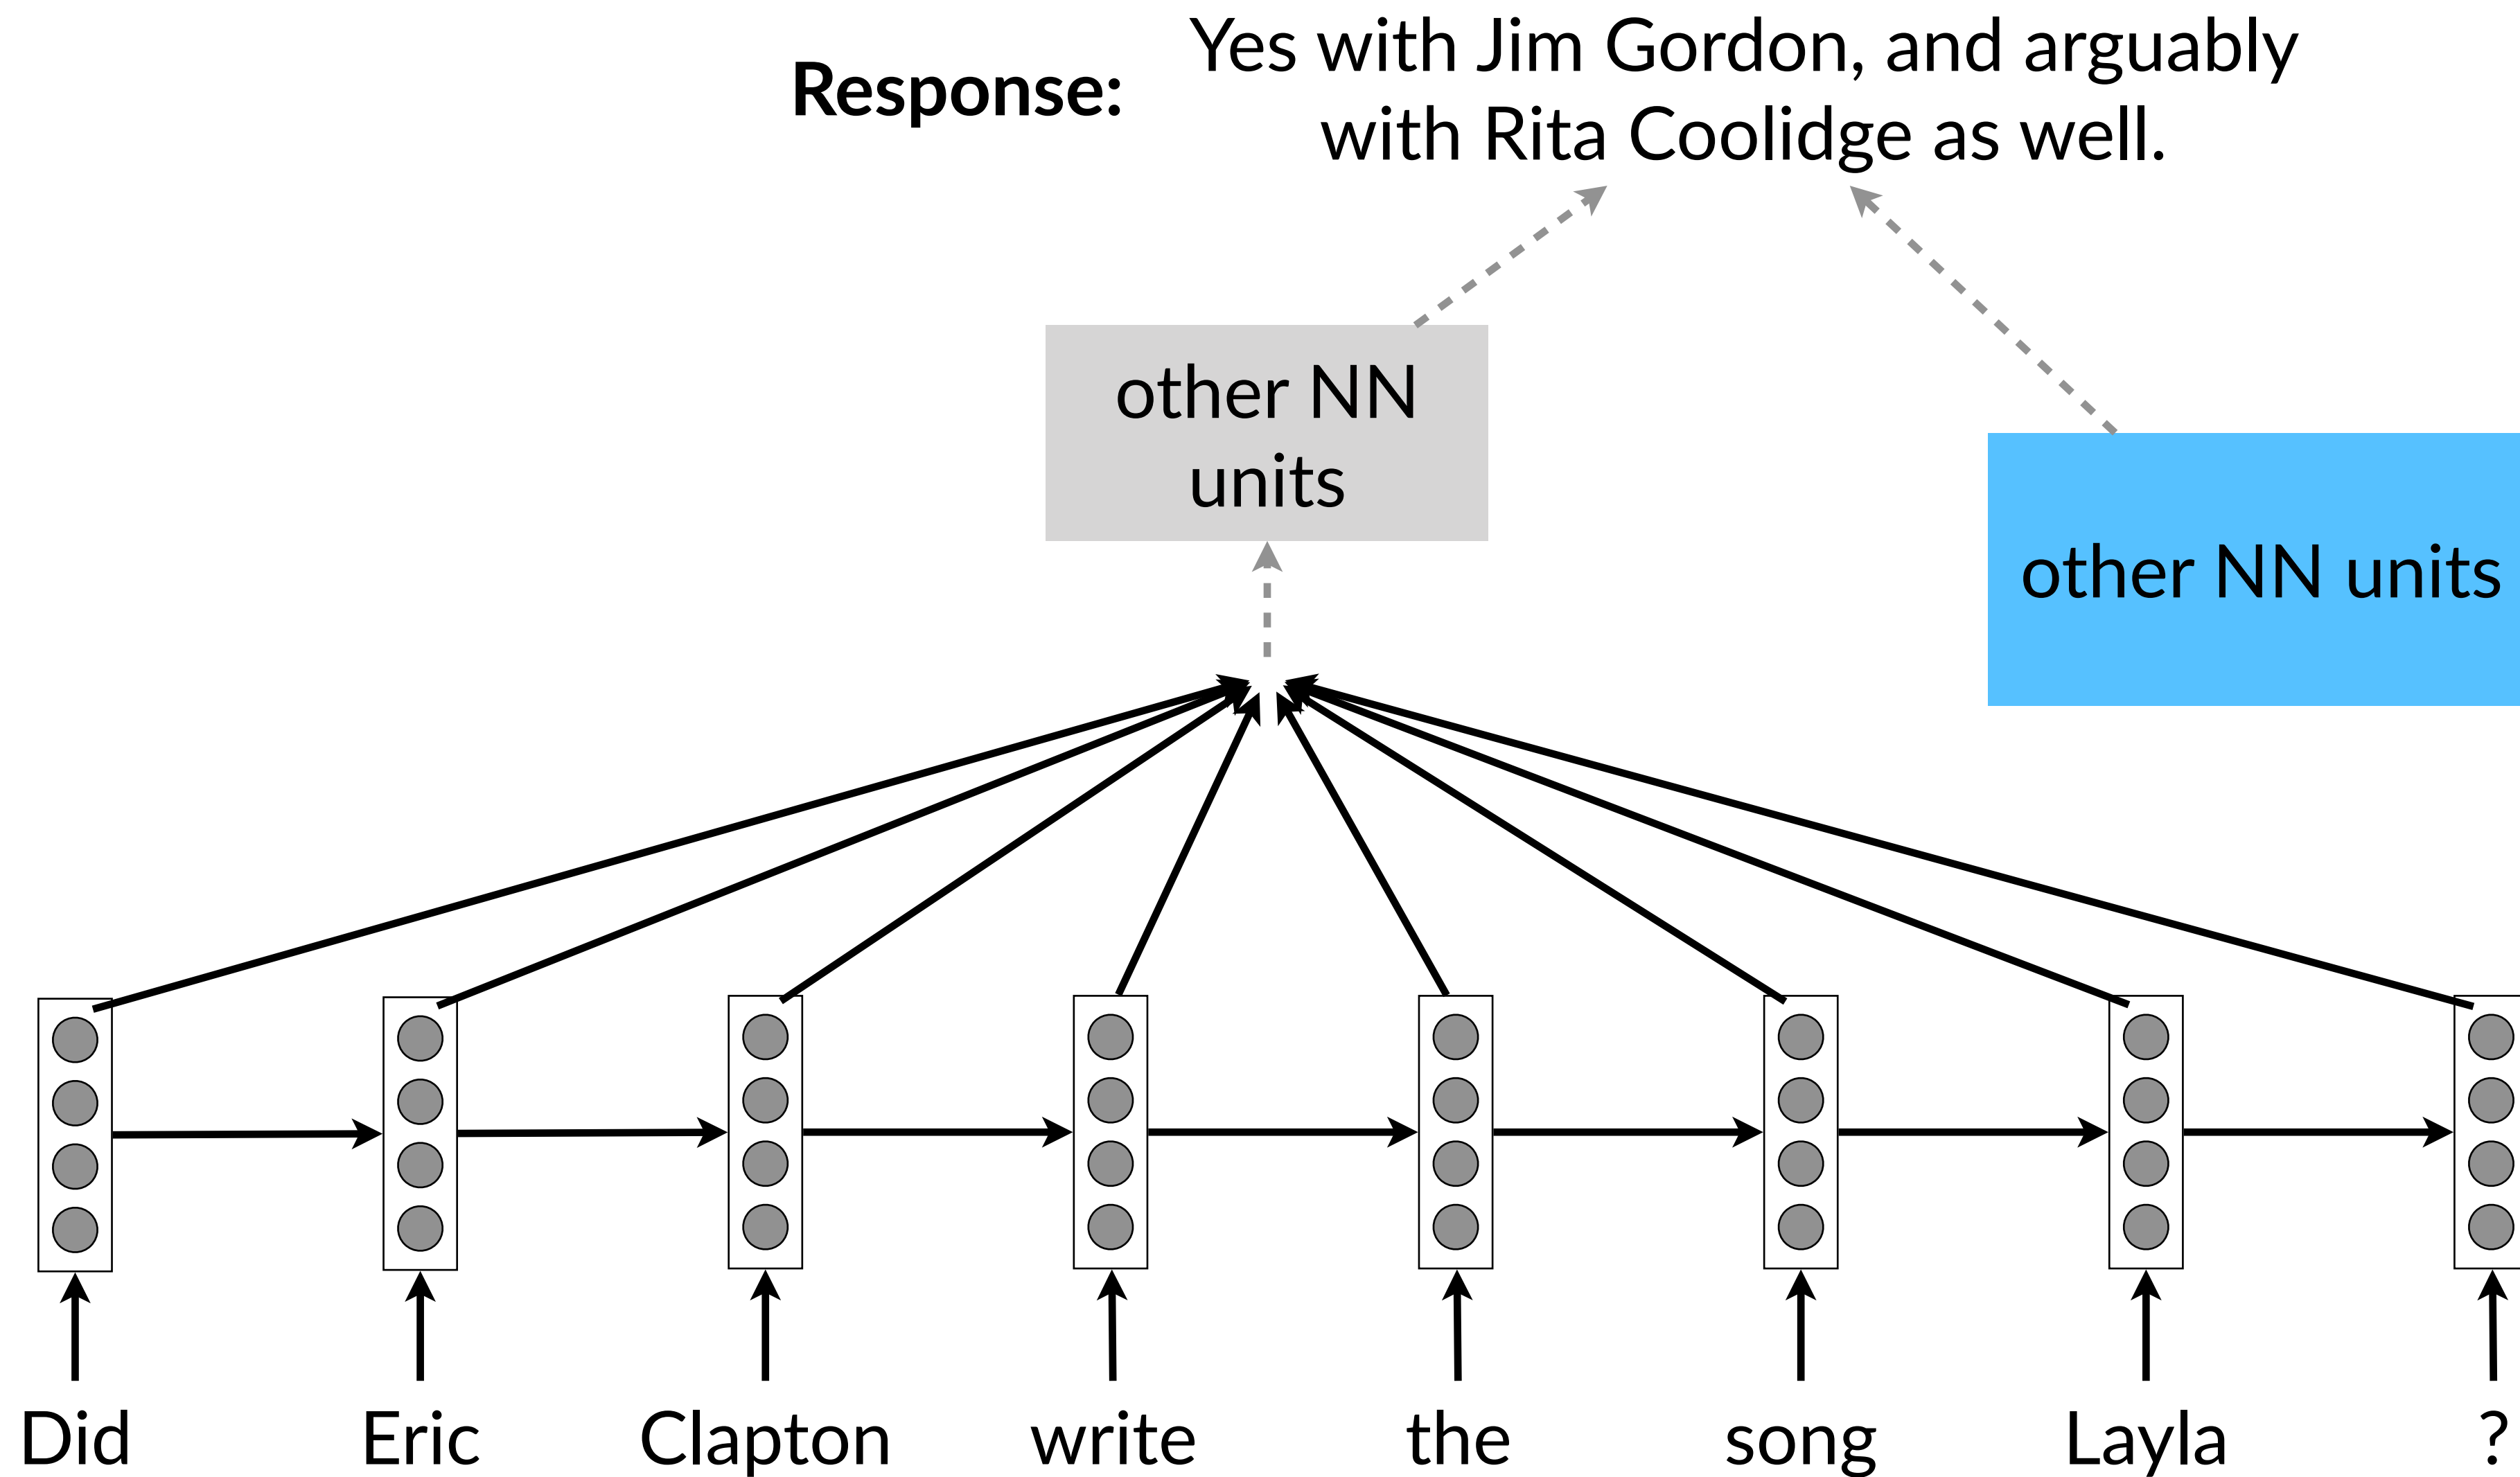 Response:
Yes with Jim Gordon, and arguably
with Rita Coolidge as well.
other NN
units
other NN units
Did Eric Clapton write the song Layla ?